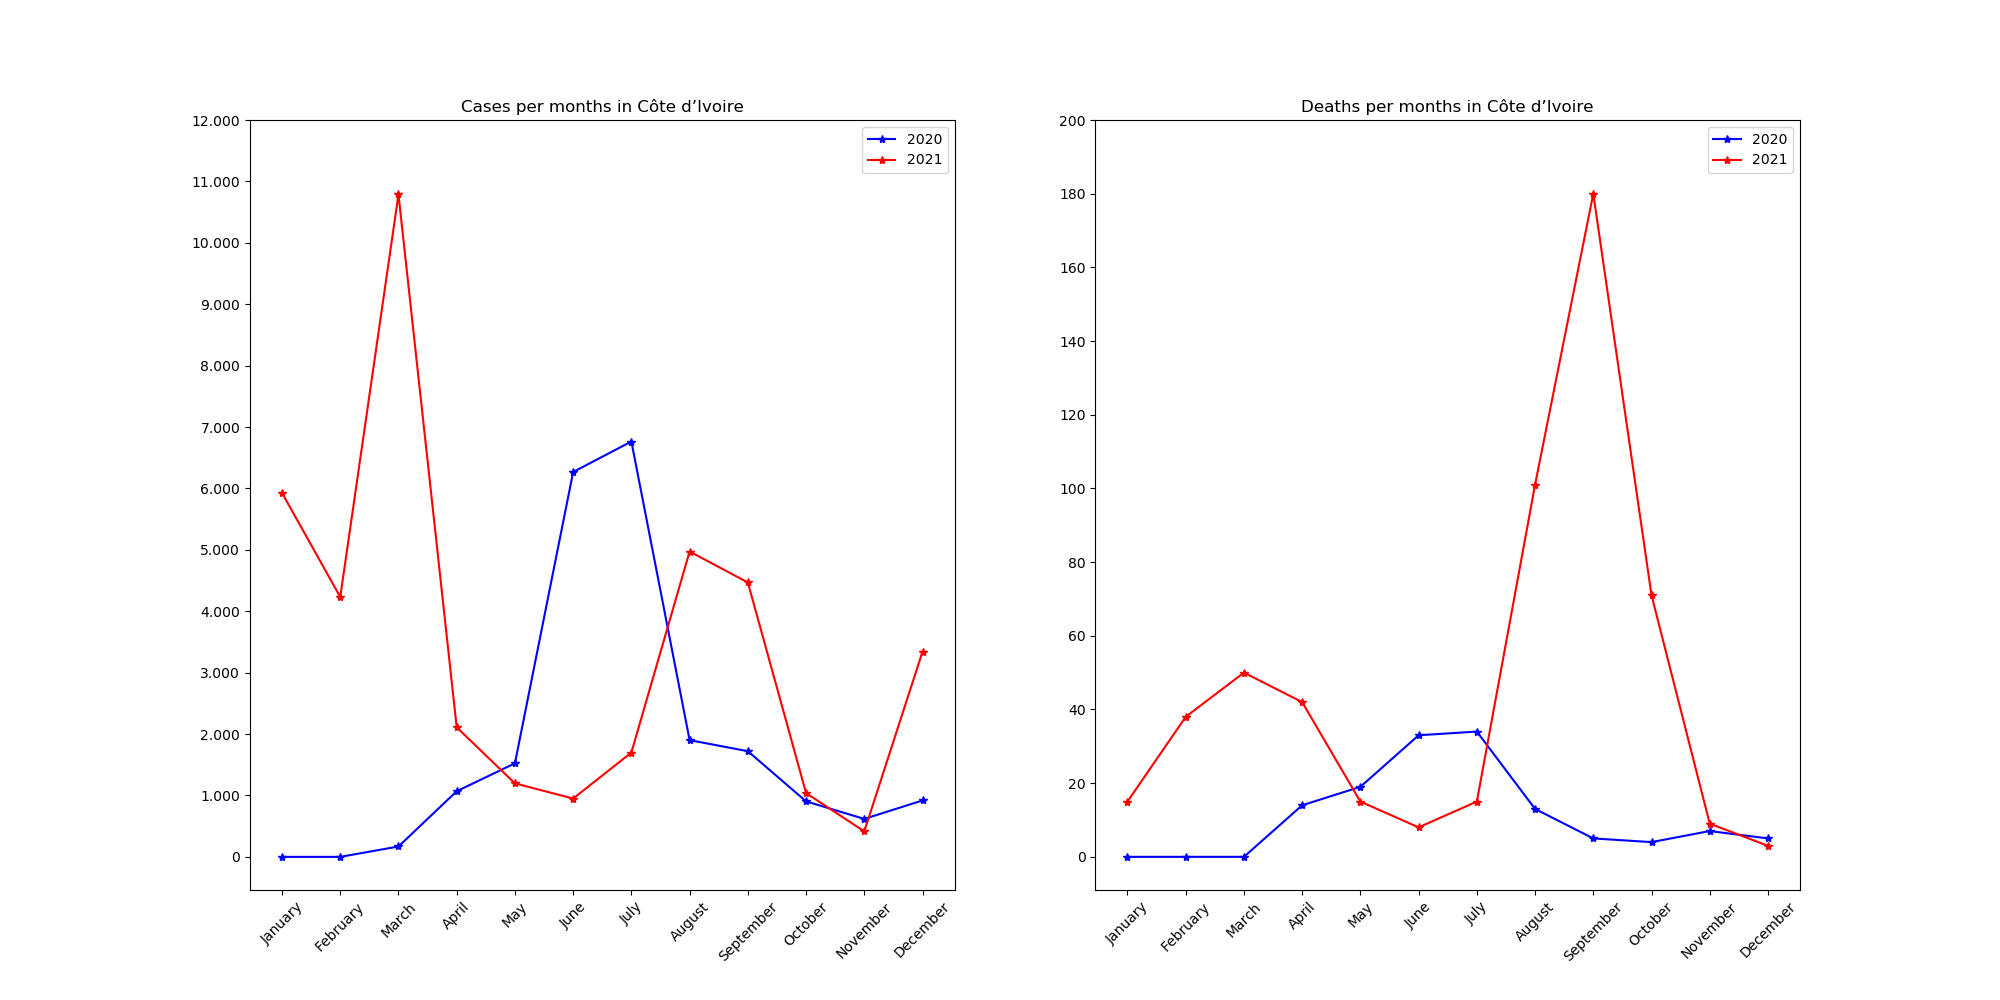 Cases per months in Côte d’Ivoire
12.000
11.000
10.000
9.000
8.000
7.000
6.000
5.000
4.000
3.000
2.000
1.000
0
2020
2021
January
February
March
April
May
June
July
August
September
October
November
December
Deaths per months in Côte d’Ivoire
200
180
160
140
120
100
80
60
40
20
0
2020
2021
January
February
March
April
May
June
July
August
September
October
November
December